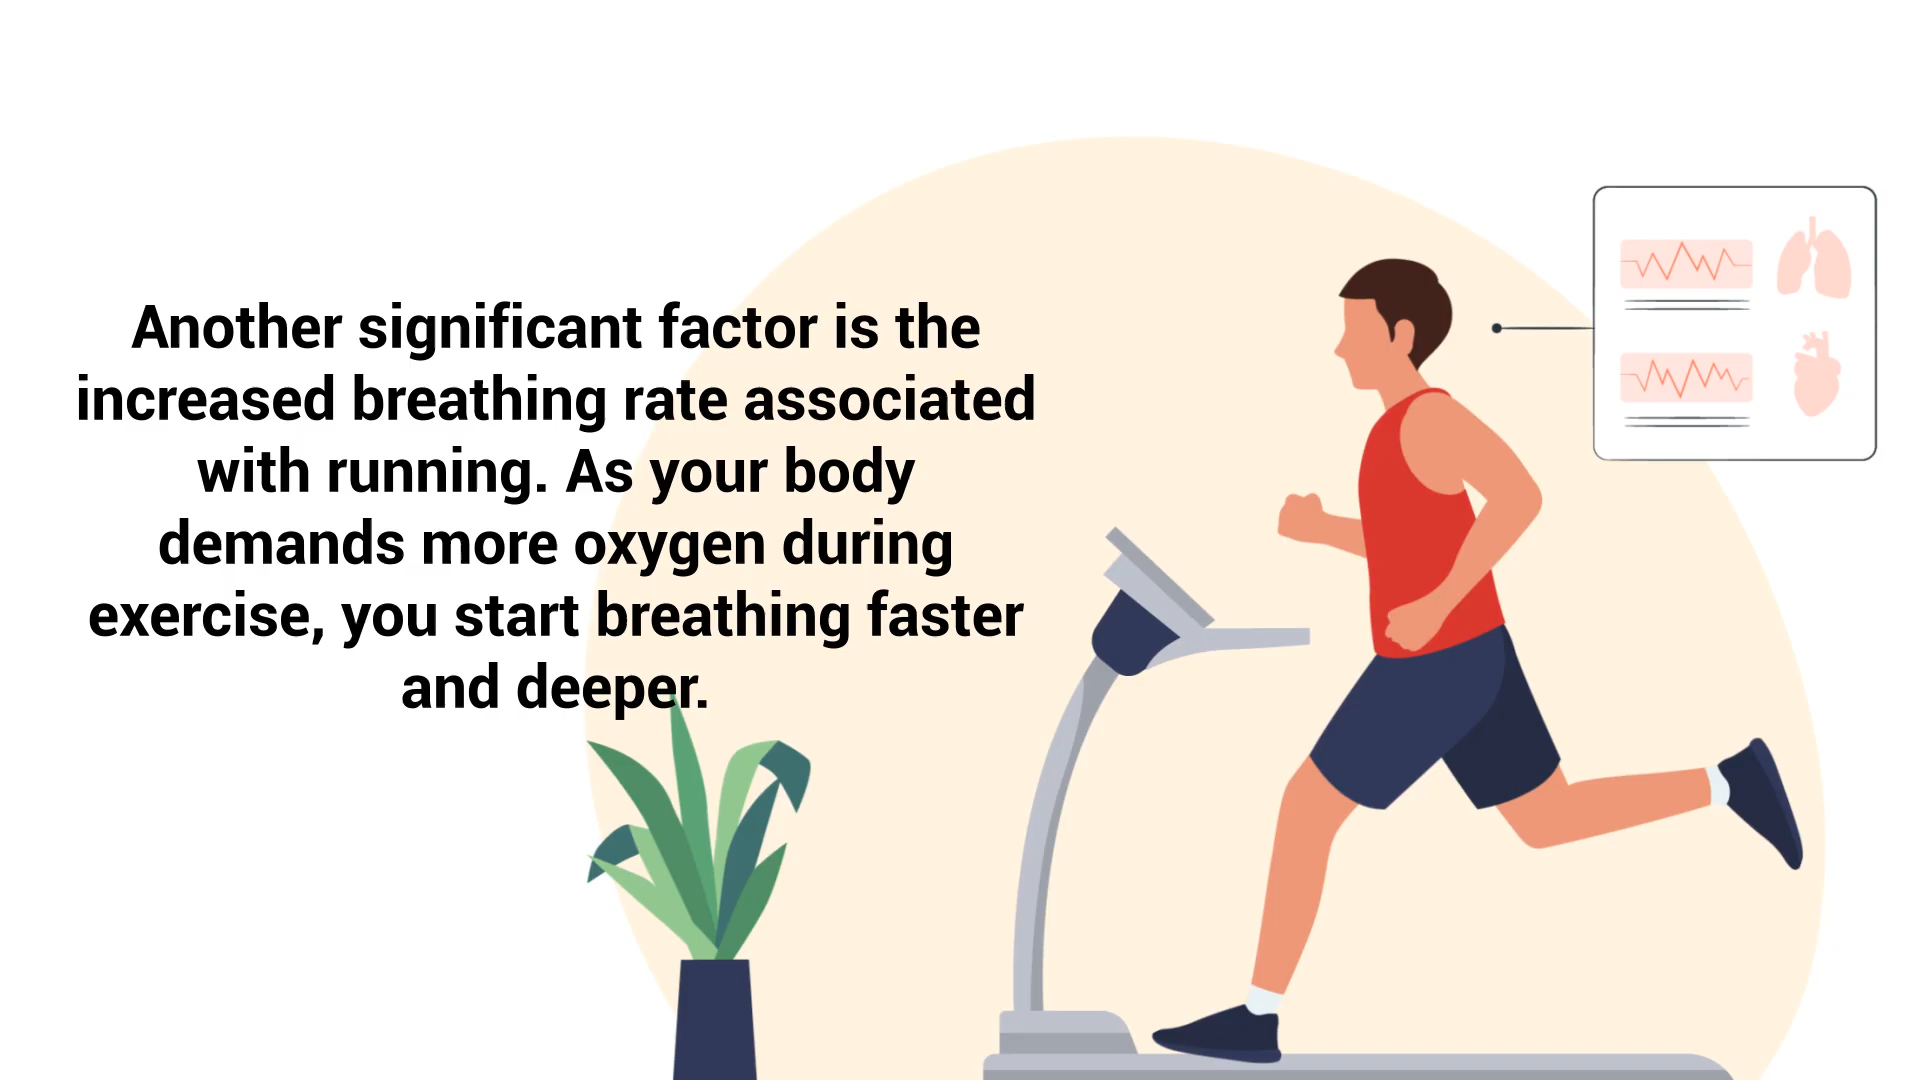 Another significant factor is the
increased breathing rate associated
with running. As your body
demands more oxygen during
exercise, you start breathing faster
and deeper.